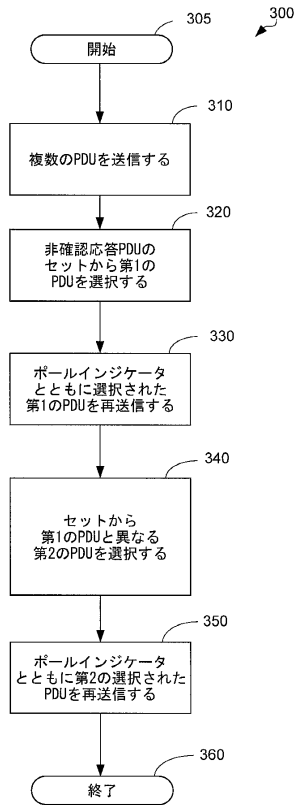 300
305
開始
310
複数のPDUを送信する
320
非確認応答PDUの
セットから第1の
PDUを選択する
330
ポールインジケータ
とともに選択された
第1のPDUを再送信する
340
セットから
第1のPDUと異なる
第2のPDUを選択する
350
ポールインジケータ
とともに第2の選択された
PDUを再送信する
360
終了